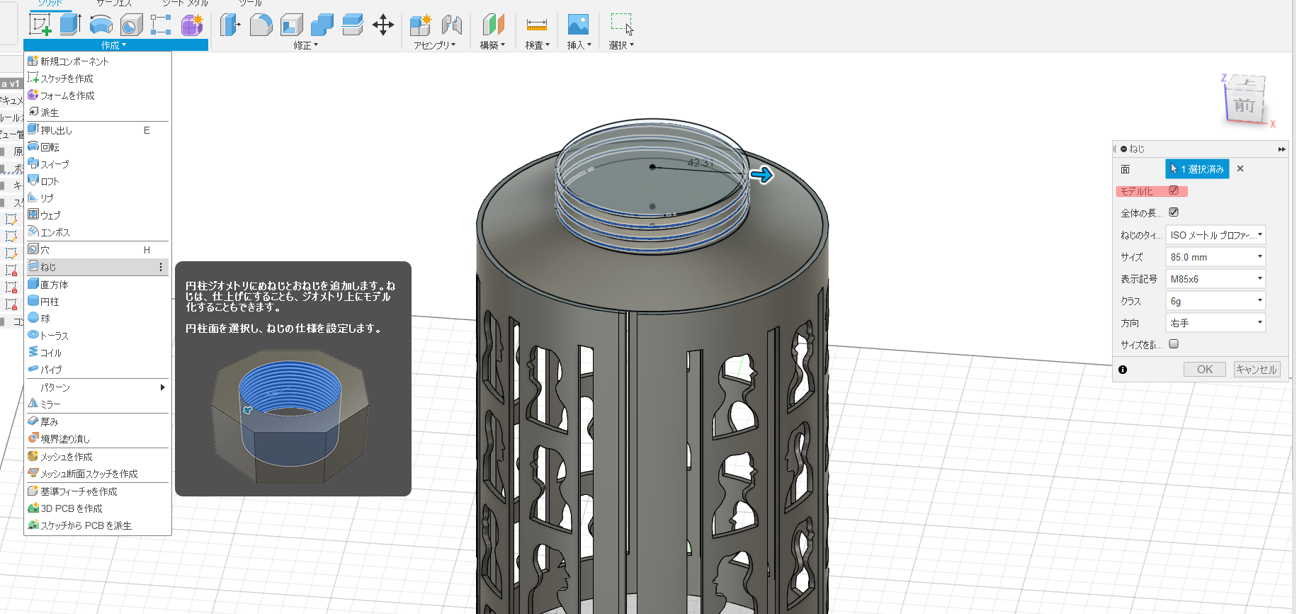 ソリッド サーフェス シート メタル ツール
作成▼
修正▼
アセンブリ▼
構築▼
検査▼
挿入▼
選択▼
新規コンポーネント
スケッチを作成
フォームを作成
派生
押し出し E
回転
スイープ
ロフト
リブ
ウェブ
エンボス
穴 H
ねじ
直方体
円柱
球
トーラス
コイル
パイプ
パターン
ミラー
厚み
境界塗り潰し
メッシュを作成
メッシュ断面スケッチを作成
基準フィーチャを作成
3D PCB を作成
スケッチから PCB を派生
a v1
円柱ジオメトリにめねじとおねじを追加します。ね
じは、仕上げにすることも、ジオメトリ上にモデル
化することもできます。
円柱面を選択し、ねじの仕様を設定します。
42.31
Z
上
前
X
ねじ
面 1 選択済み
モデル化
全体の長...
ねじのタイ... ISO メートル プロファ...
サイズ 85.0 mm
表示記号 M85x6
クラス 6g
方向 右手
サイズを記...
OK キャンセル